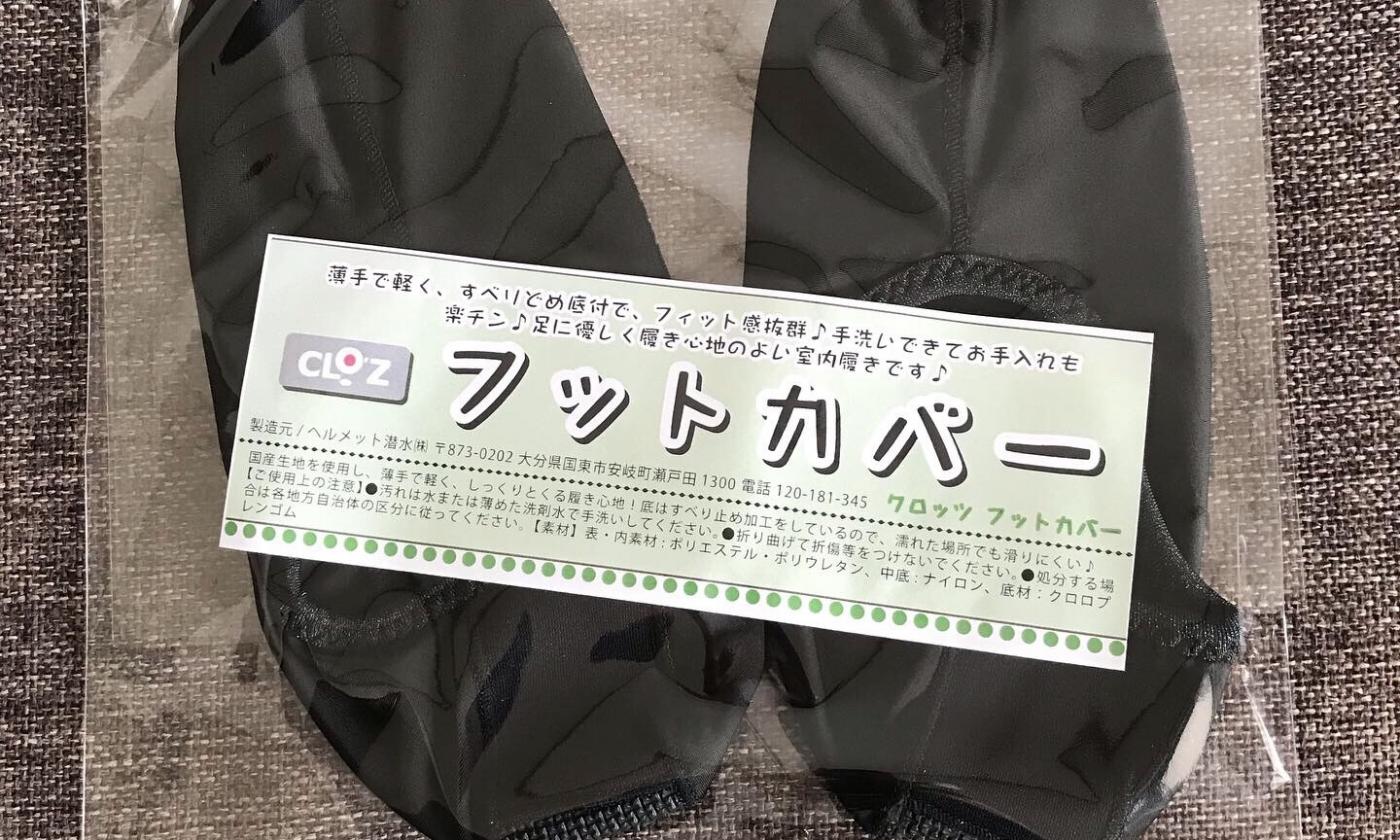 薄手で軽く、すべりどめ底付で、フィット感抜群♪手洗いできてお手入れも
楽チン♪足に優しく履き心地のよい室内履きです♪
CLO'Z
フットカバー
製造元 / ヘルメット潜水㈱ 〒873-0202 大分県国東市安岐町瀬戸田 1300 電話 120-181-345
クロッツ フットカバー
国産生地を使用し、薄手で軽く、しっくりとくる履き心地！底はすべり止め加工をしているので、濡れた場所でも滑りにくい♪
【ご使用上の注意】●汚れは水または薄めた洗剤水で手洗いしてください。●折り曲げて折傷等をつけないでください。●処分する場
合は各地方自治体の区分に従ってください。【素材】表・内素材：ポリエステル・ポリウレタン、中底：ナイロン、底材：クロロプ
レンゴム